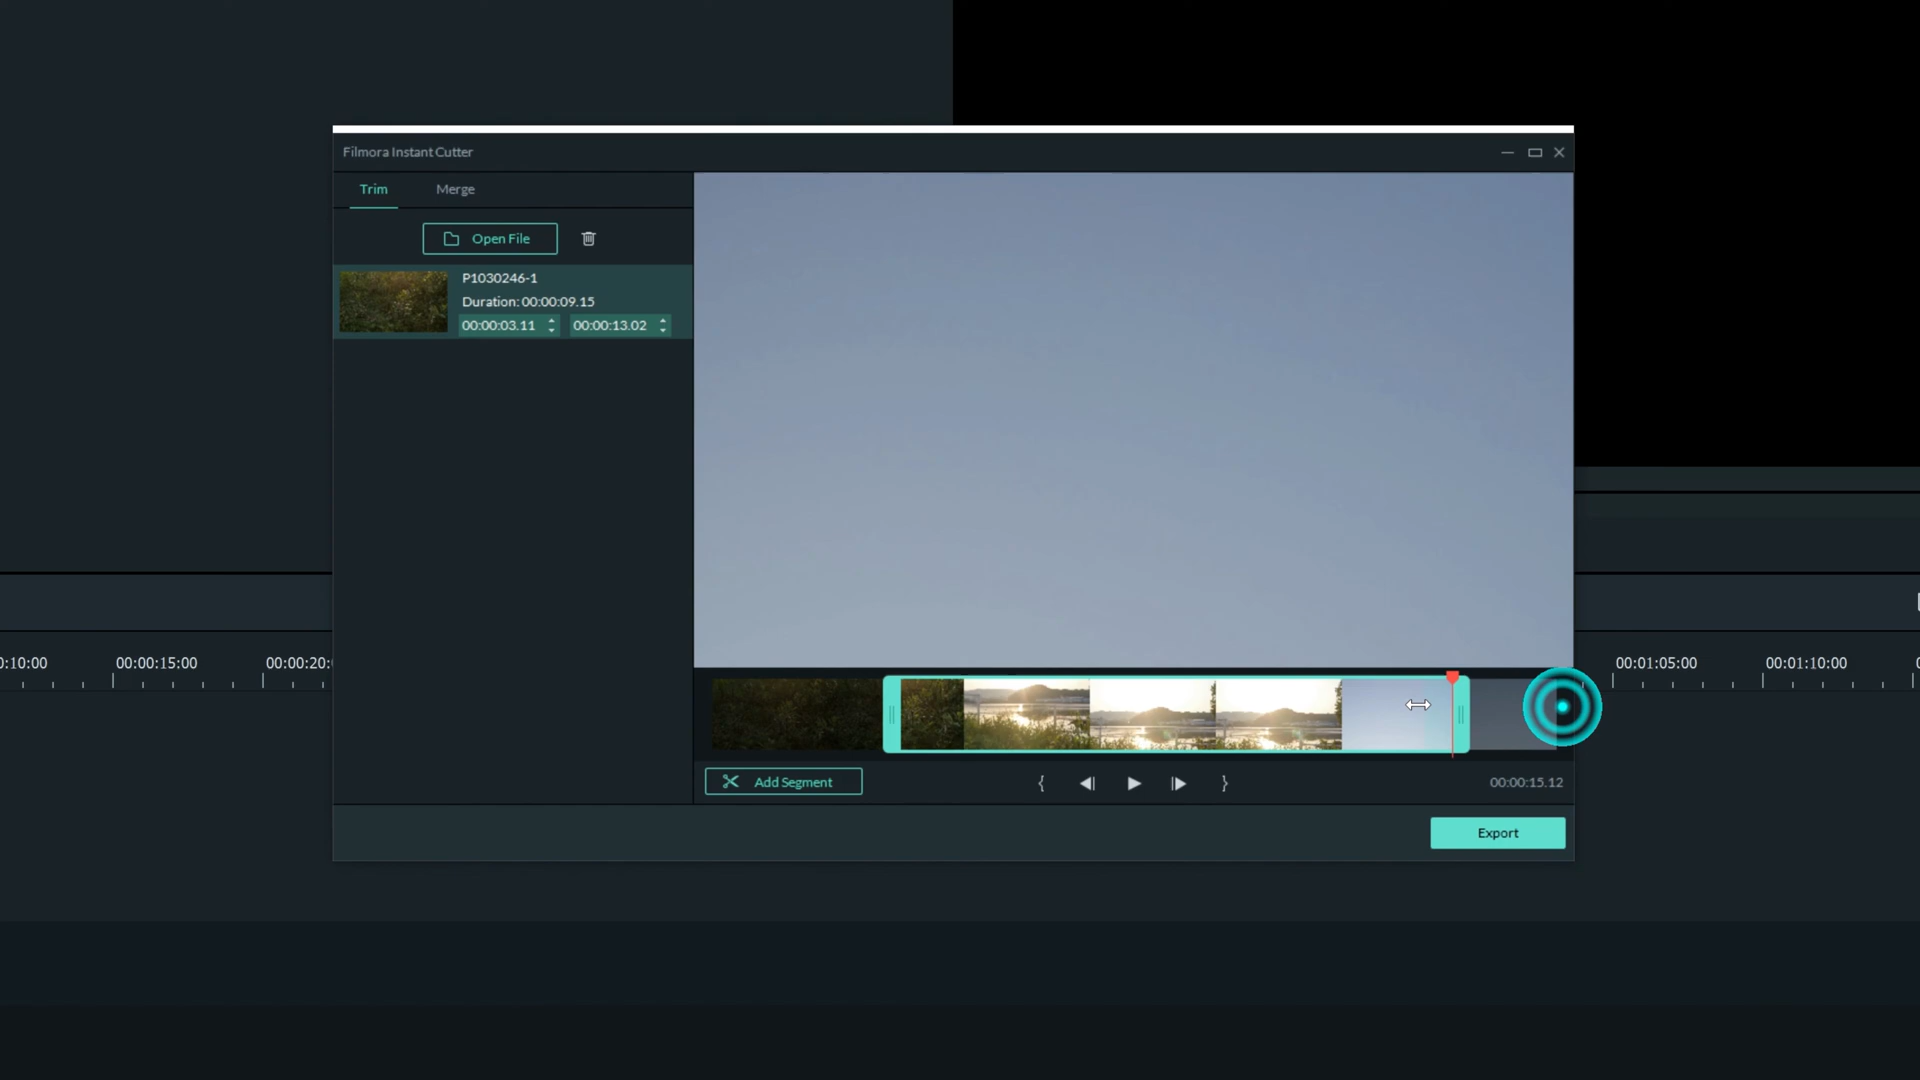 Filmora Instant Cutter
Trim Merge
Open File
P1030246-1
Duration: 00:00:09.15
00:00:03.11 00:00:13.02
00:00:15:00 00:00:20: 00:01:05:00 00:01:10:00
Add Segment { } 00:00:15.12
Export